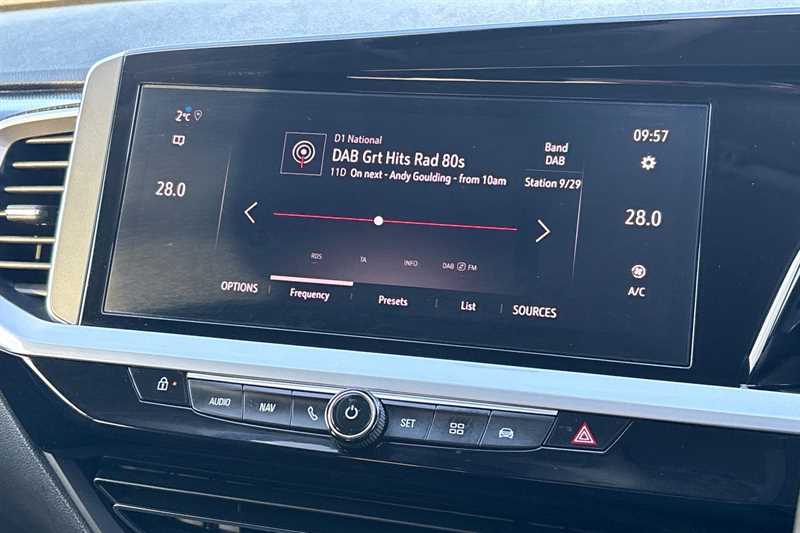 2°C
09:57
D1 National
DAB Grt Hits Rad 80s
11D On next - Andy Goulding - from 10am
Band
DAB
Station 9/29
28.0
28.0
RDS
TA
INFO
DAB FM
A/C
OPTIONS
Frequency
Presets
List
SOURCES
AUDIO
NAV
SET